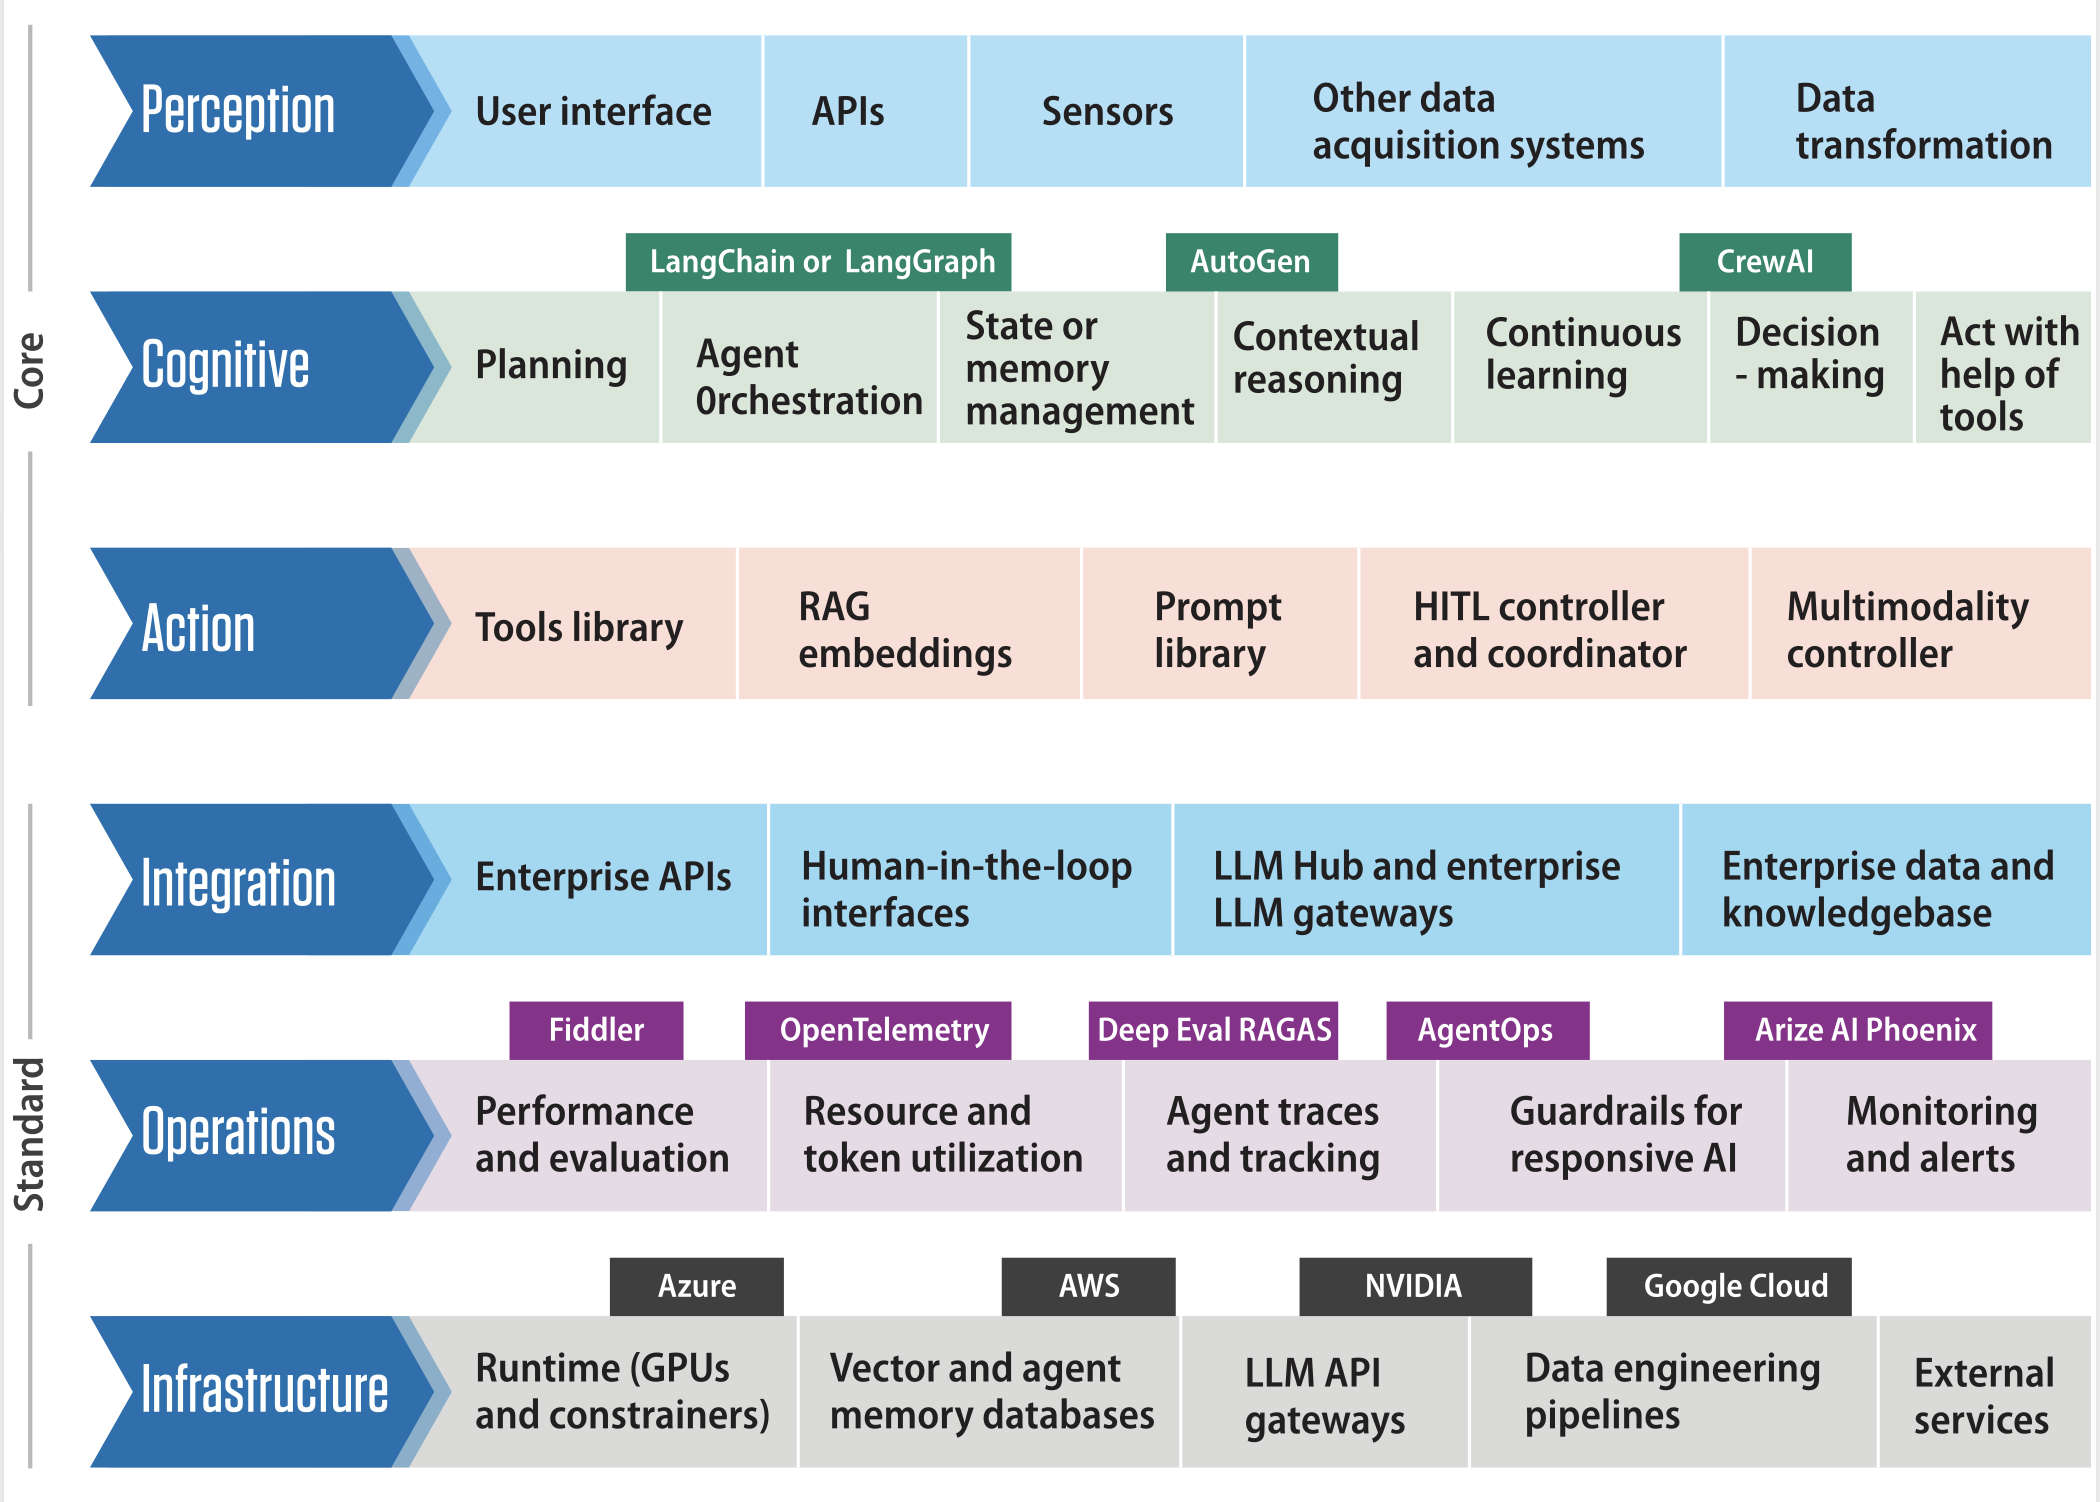 Core
Perception
User interface
APIs
Sensors
Other data
acquisition systems
Data
transformation
LangChain or LangGraph
AutoGen
CrewAI
Cognitive
Planning
Agent
0rchestration
State or
memory
management
Contextual
reasoning
Continuous
learning
Decision
- making
Act with
help of
tools
Action
Tools library
RAG
embeddings
Prompt
library
HITL controller
and coordinator
Multimodality
controller
Standard
Integration
Enterprise APIs
Human-in-the-loop
interfaces
LLM Hub and enterprise
LLM gateways
Enterprise data and
knowledgebase
Fiddler
OpenTelemetry
Deep Eval RAGAS
AgentOps
Arize AI Phoenix
Operations
Performance
and evaluation
Resource and
token utilization
Agent traces
and tracking
Guardrails for
responsive AI
Monitoring
and alerts
Azure
AWS
NVIDIA
Google Cloud
Infrastructure
Runtime (GPUs
and constrainers)
Vector and agent
memory databases
LLM API
gateways
Data engineering
pipelines
External
services